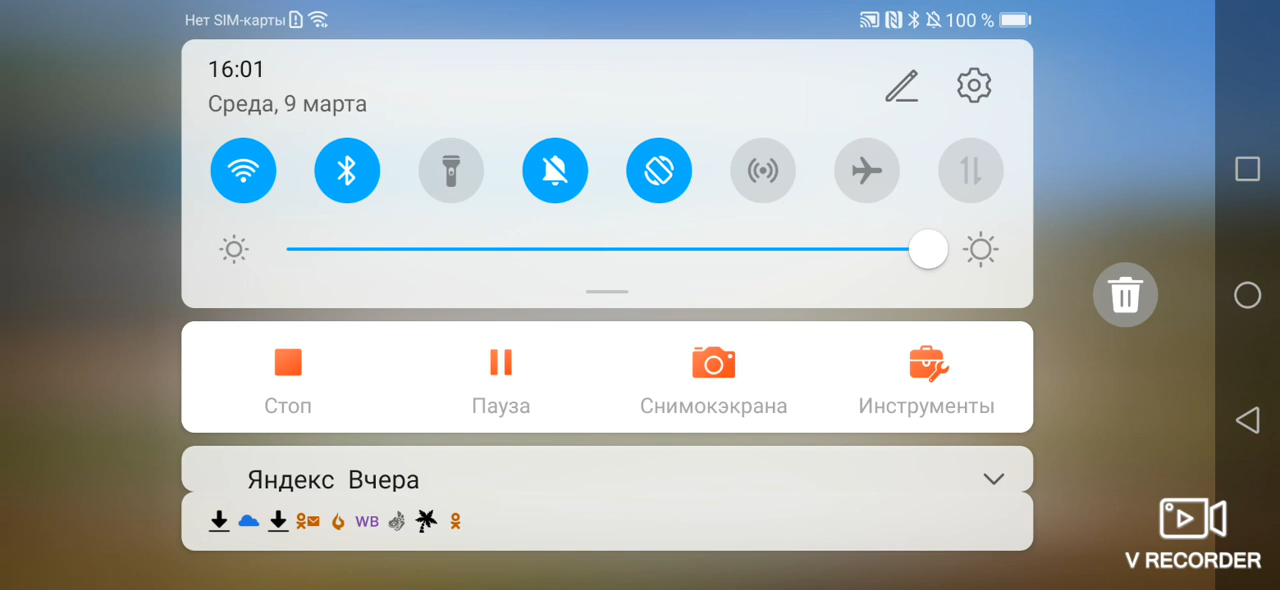 Нет SIM-карты
100 %
16:01
Среда, 9 марта
Стоп
Пауза
Снимокэкрана
Инструменты
Яндекс Вчера
WB
V RECORDER